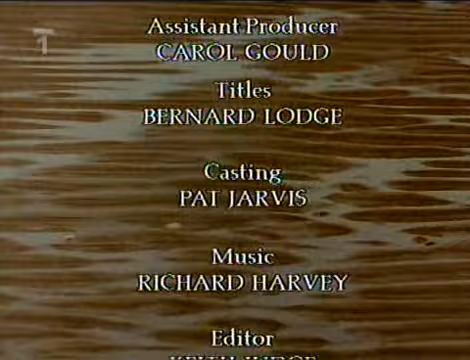 Assistant Producer
CAROL GOULD
Titles
BERNARD LODGE
Casting
PAT JARVIS
Music
RICHARD HARVEY
Editor